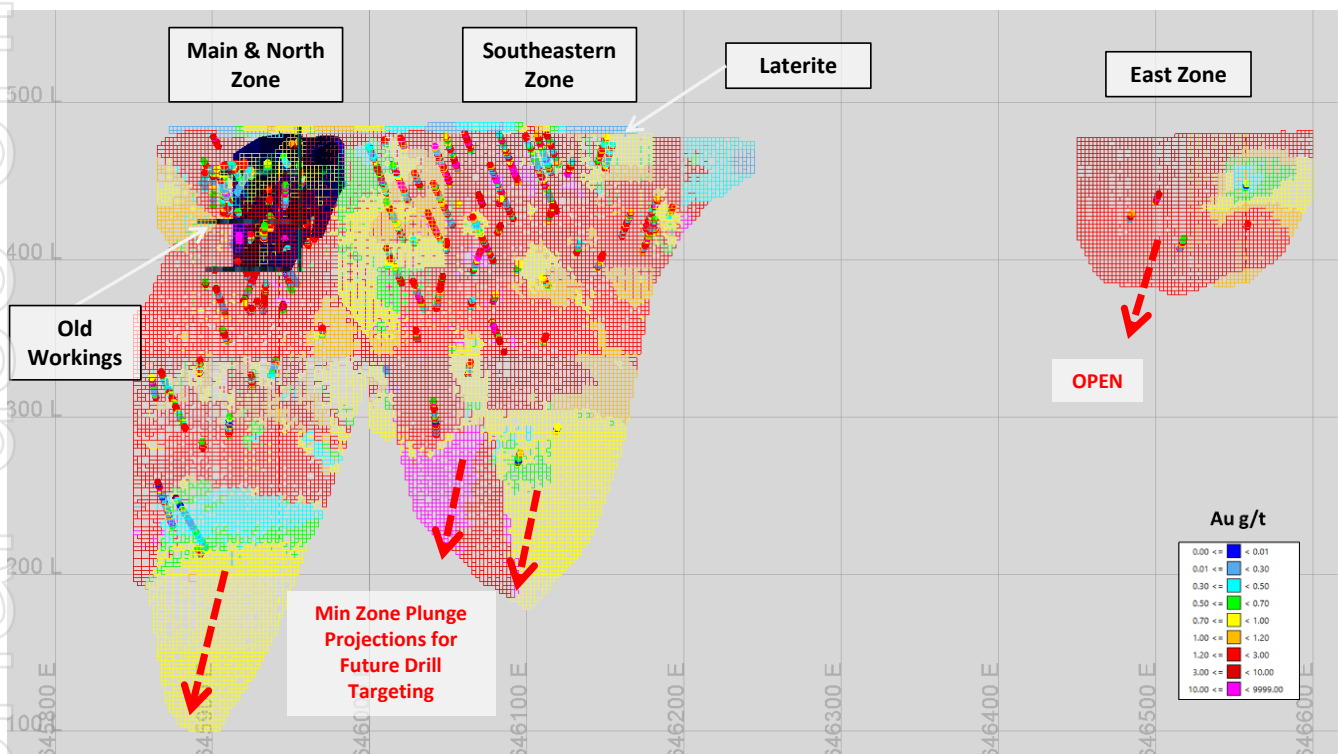 Main & North
Zone
Southeastern
Zone
Laterite
East Zone
500 L
400 L
Old
Workings
300 L
OPEN
200 L
Min Zone Plunge
Projections for
Future Drill
Targeting
Au g/t
0.00 <= < 0.01
0.01 <= < 0.30
0.30 <= < 0.50
0.50 <= < 0.70
0.70 <= < 1.00
1.00 <= < 1.20
1.20 <= < 3.00
3.00 <= < 10.00
10.00 <= < 9999.00
100 L
645800 E
645900 E
646000 E
646100 E
646200 E
646300 E
646400 E
646500 E
646600 E